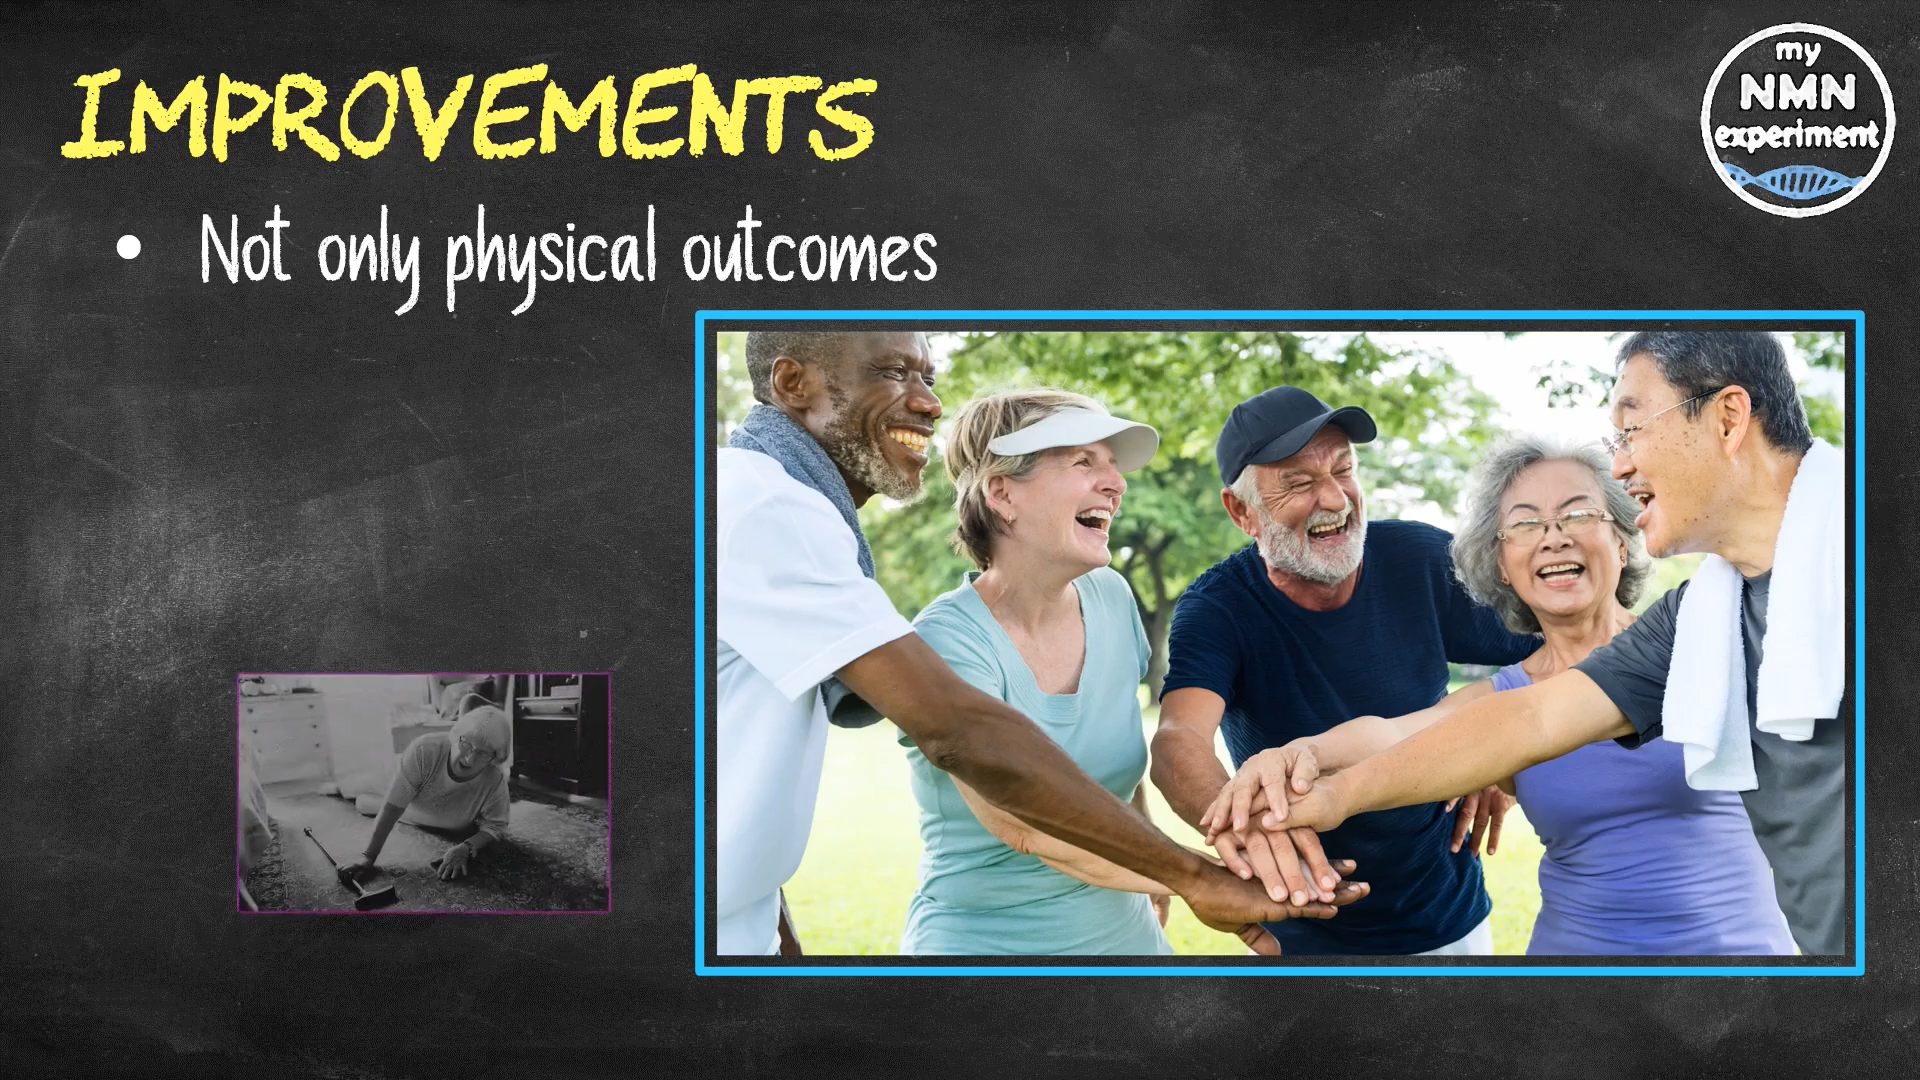 IMPROVEMENTS
• Not only physical outcomes
my
NMN
experiment